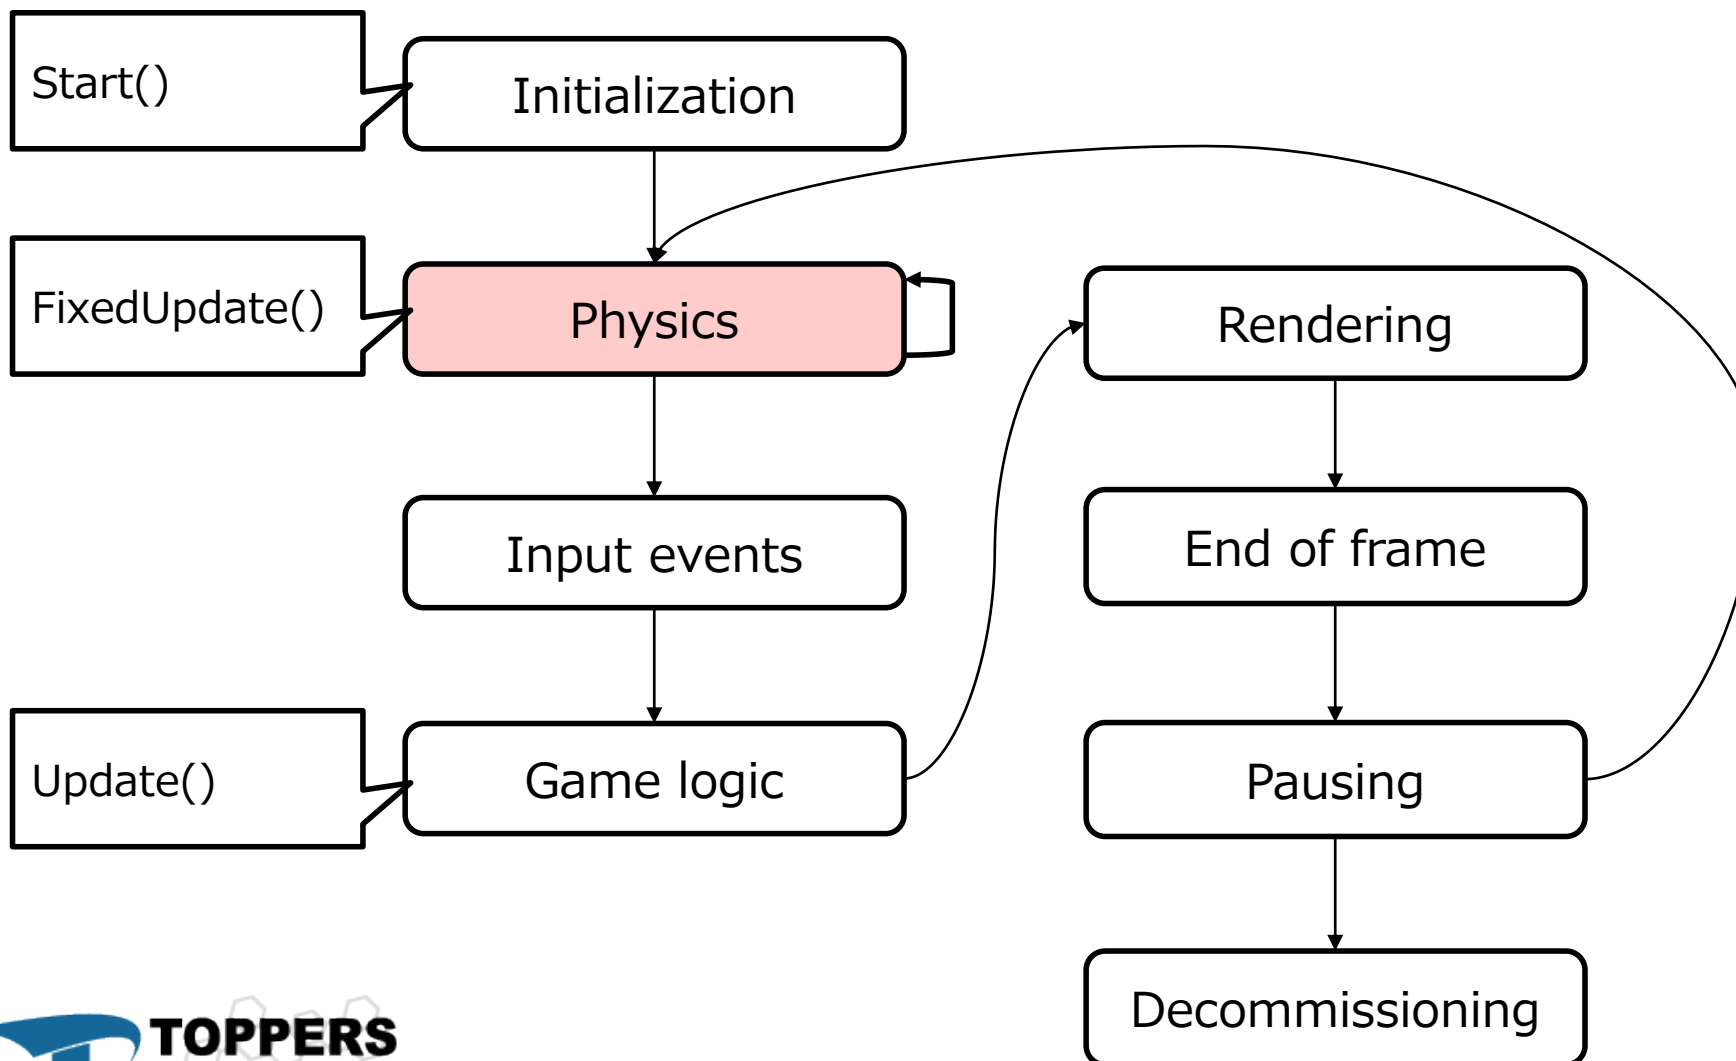 Start()
Initialization
FixedUpdate()
Physics
Rendering
Input events
End of frame
Update()
Game logic
Pausing
Decommissioning
TOPPERS